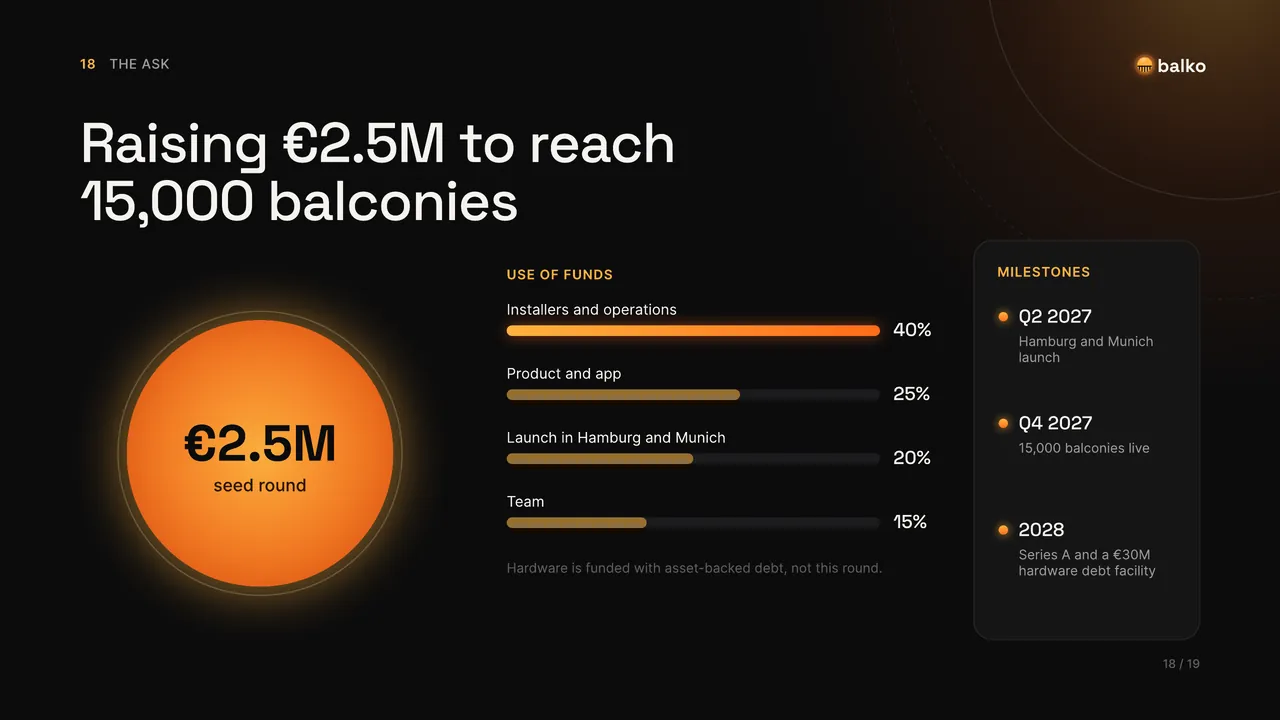 18 THE ASK
balko
Raising €2.5M to reach
15,000 balconies
€2.5M
seed round
USE OF FUNDS
Installers and operations
40%
Product and app
25%
Launch in Hamburg and Munich
20%
Team
15%
Hardware is funded with asset-backed debt, not this round.
MILESTONES
Q2 2027
Hamburg and Munich
launch
Q4 2027
15,000 balconies live
2028
Series A and a €30M
hardware debt facility
18 / 19